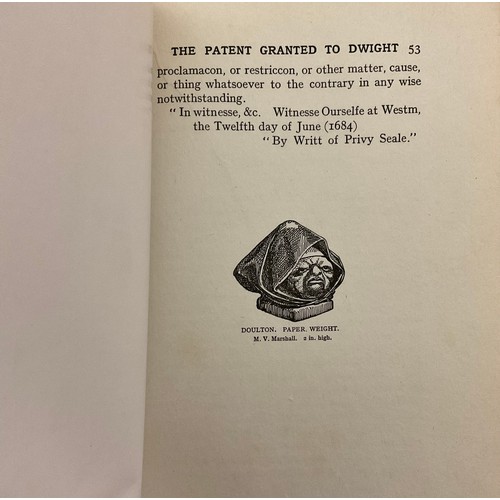 THE PATENT GRANTED TO DWIGHT 53
proclamacon, or restriccon, or other matter, cause,
or thing whatsoever to the contrary in any wise
notwithstanding.
"In witnesse, &c. Witnesse Ourselfe at Westm,
the Twelfth day of June (1684)
"By Writt of Privy Seale."
DOULTON. PAPER. WEIGHT.
M. V. Marshall. 2 in. high.